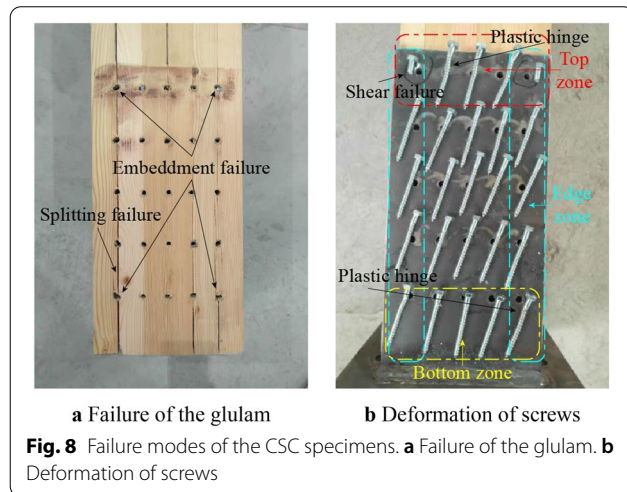 Plastic hinge
Top
zone
Shear failure
Embeddment failure
Splitting failure
Edge
zone
Plastic hinge
Bottom zone
a Failure of the glulam
b Deformation of screws
Fig. 8 Failure modes of the CSC specimens. a Failure of the glulam. b
Deformation of screws